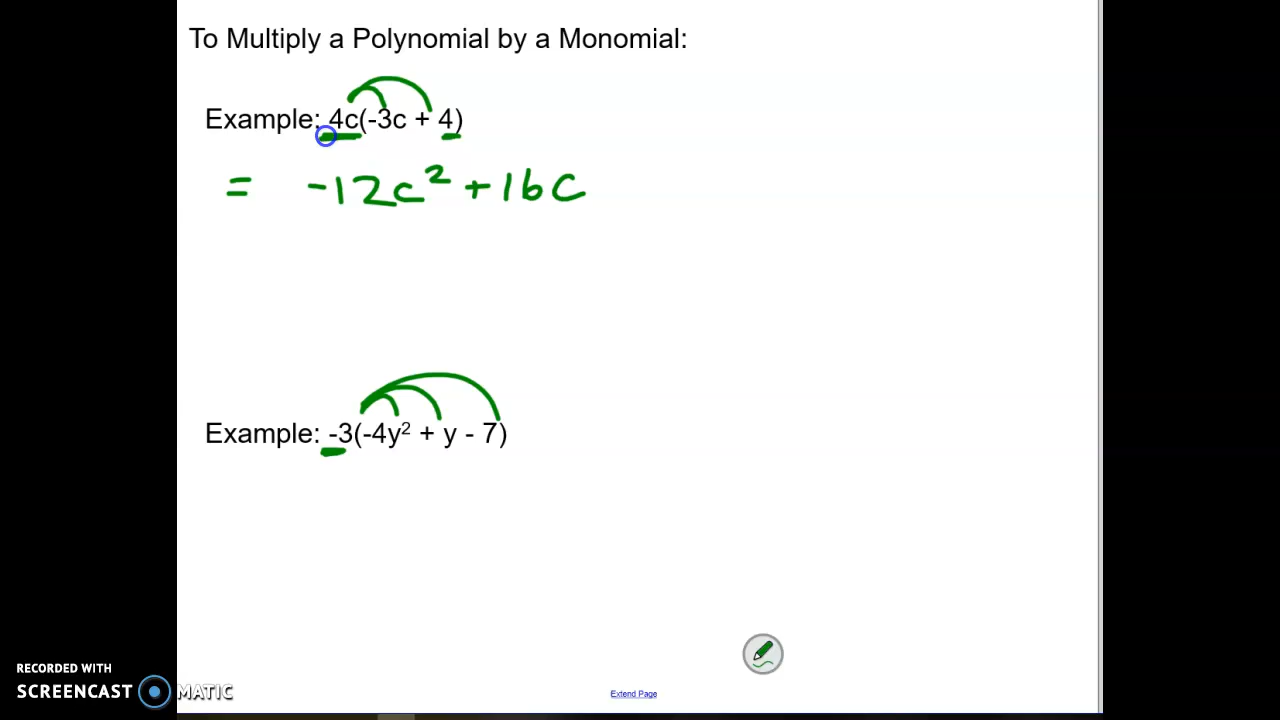 To Multiply a Polynomial by a Monomial:
Example: 4c(-3c + 4)
= -12c² + 16c
Example: -3(-4y² + y - 7)
RECORDED WITH
SCREENCAST MATIC
Extend Page